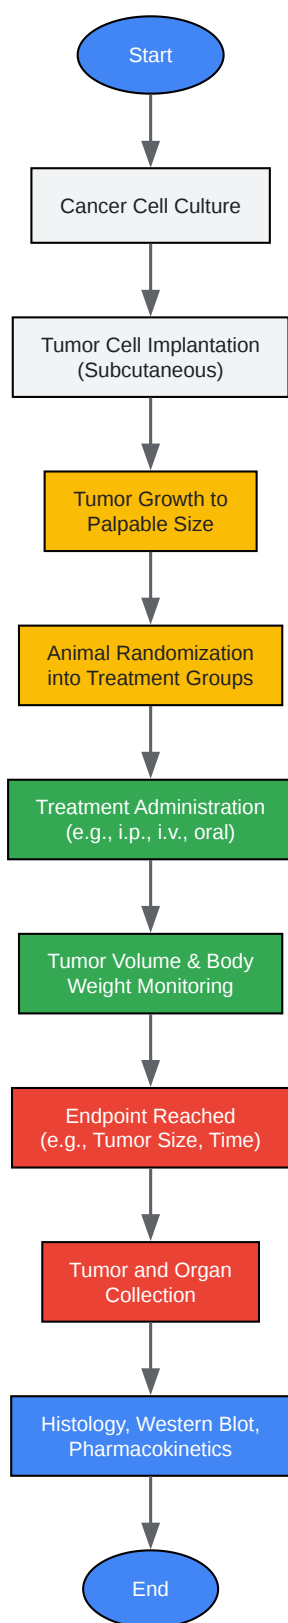 Start
Cancer Cell Culture
Tumor Cell Implantation
(Subcutaneous)
Tumor Growth to
Palpable Size
Animal Randomization
into Treatment Groups
Treatment Administration
(e.g., i.p., i.v., oral)
Tumor Volume & Body
Weight Monitoring
Endpoint Reached
(e.g., Tumor Size, Time)
Tumor and Organ
Collection
Histology, Western Blot,
Pharmacokinetics
End